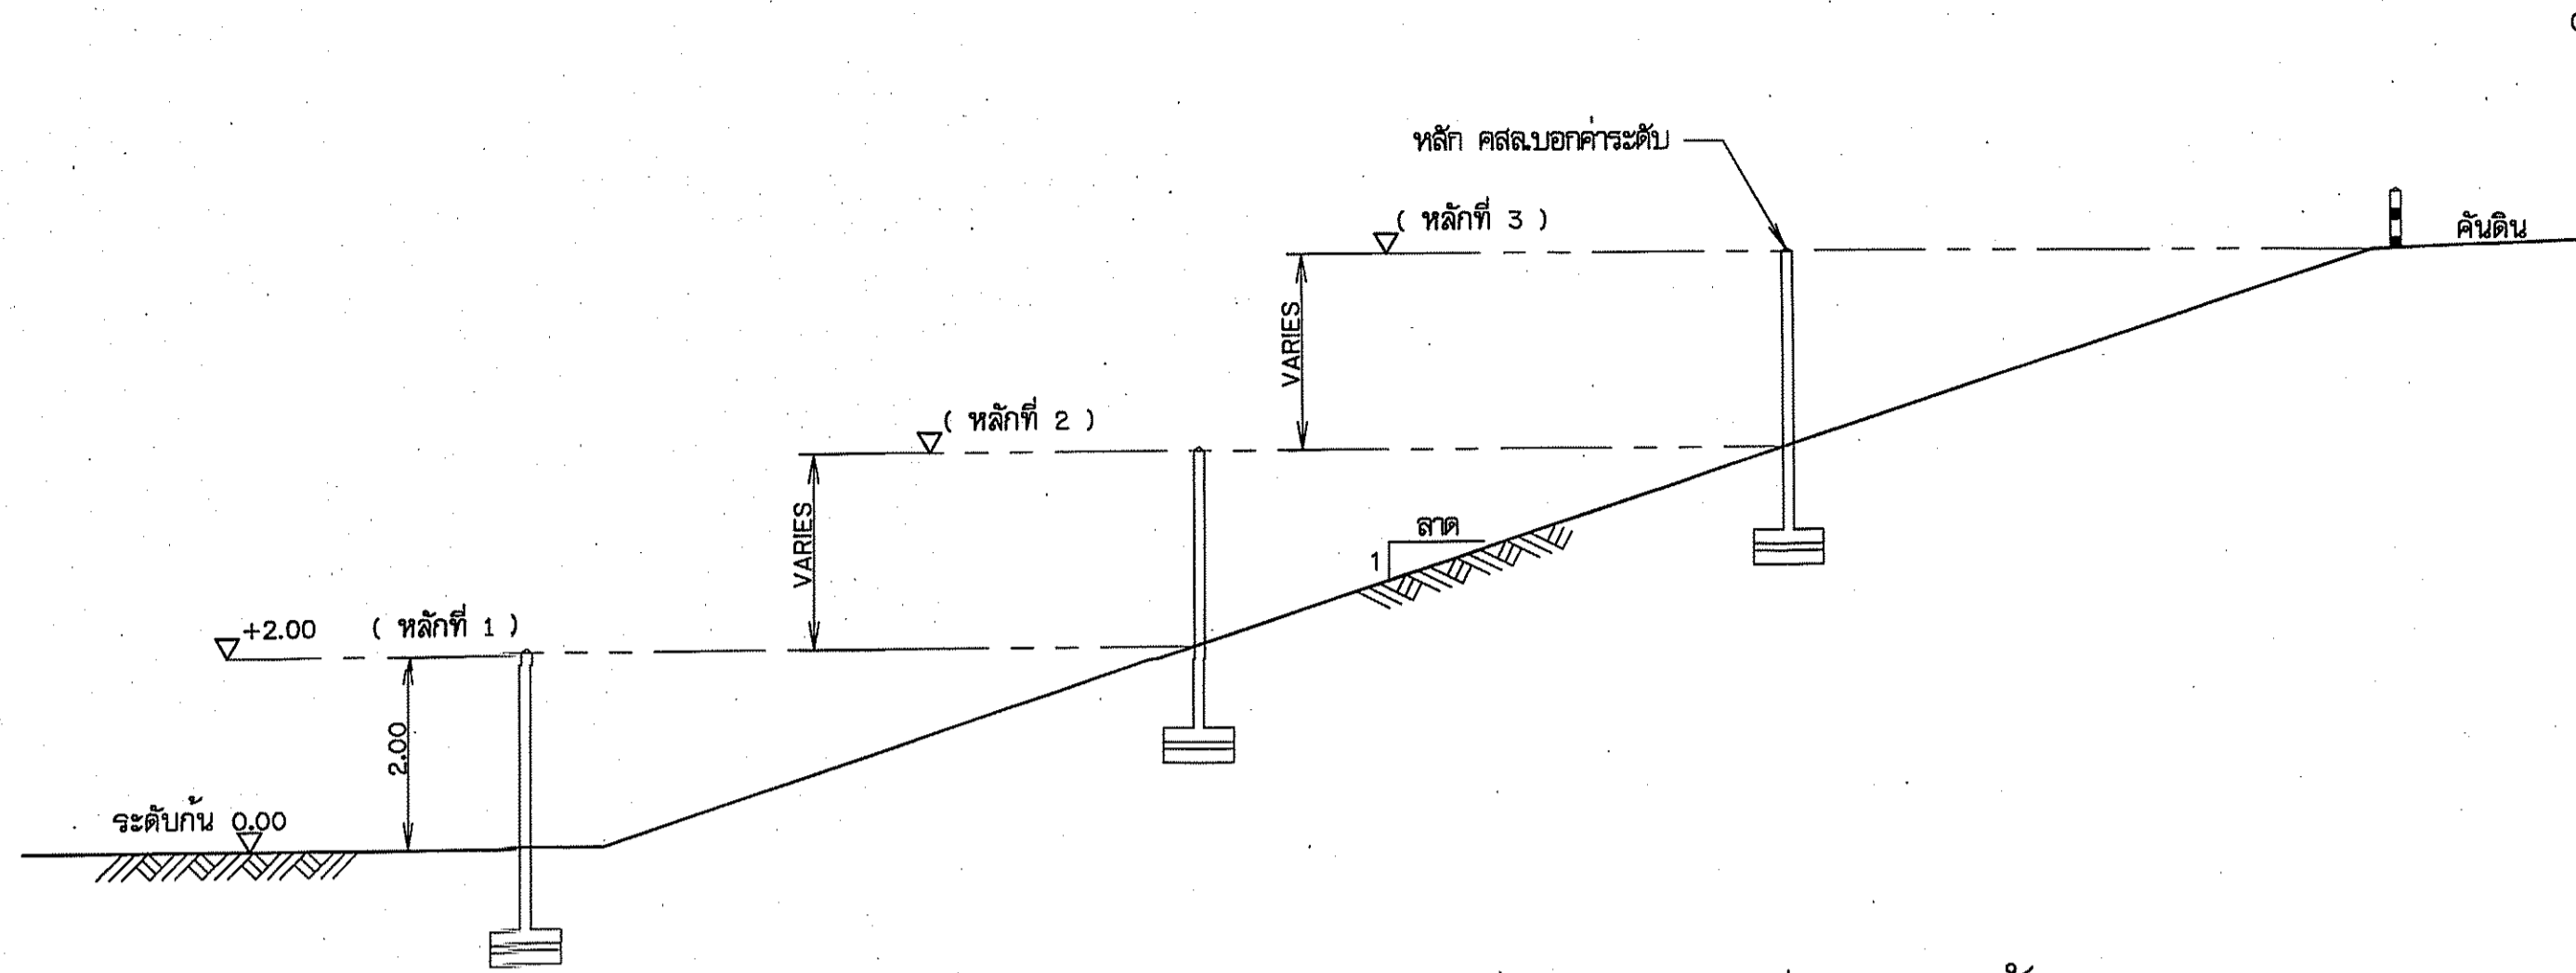 หลัก คสล.บอกค่าระดับ
( หลักที่ 3 )
คันดิน
VARIES
( หลักที่ 2 )
VARIES
ลาด
1
+2.00 ( หลักที่ 1 )
2.00
ระดับก้น 0.00